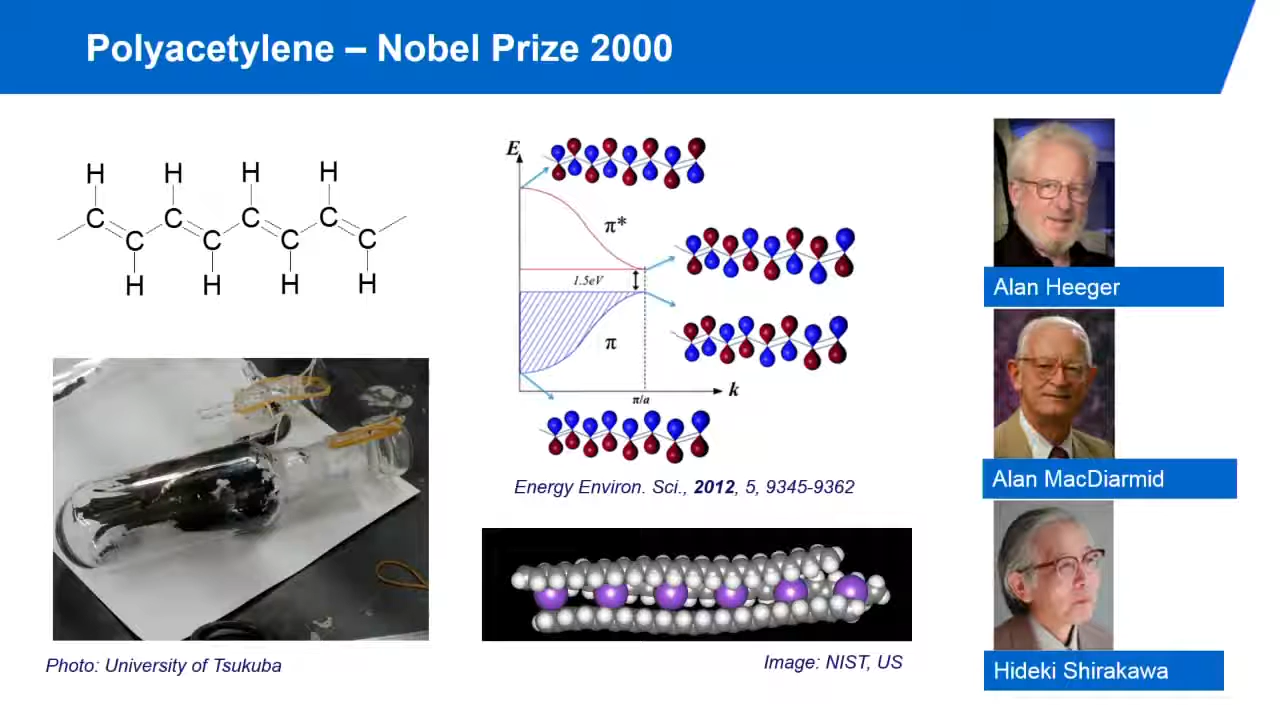 Polyacetylene – Nobel Prize 2000
H H H H
C C C C
C C C C
H H H H
E
π*
1.5eV
π
π/a
k
Energy Environ. Sci., 2012, 5, 9345-9362
Photo: University of Tsukuba
Image: NIST, US
Alan Heeger
Alan MacDiarmid
Hideki Shirakawa